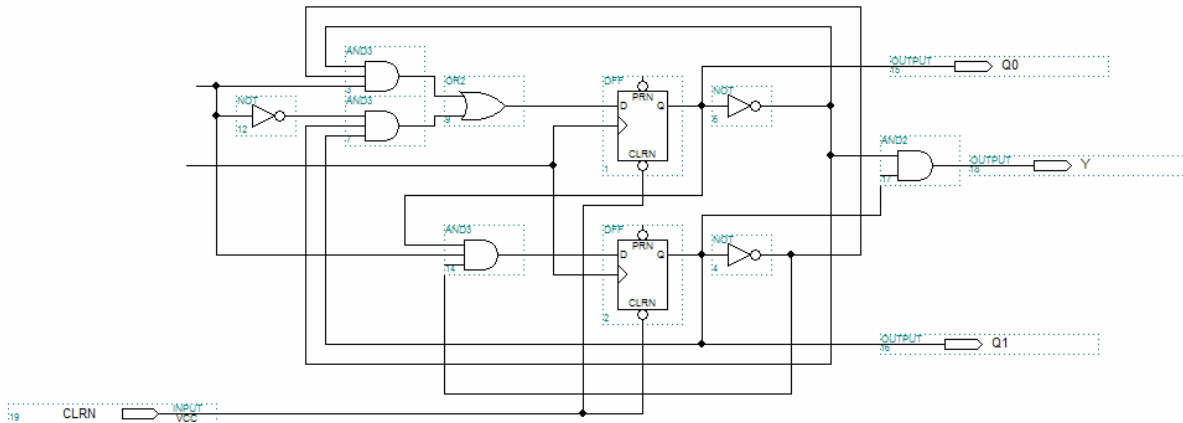 AND3
3
OR2
9
DFF
PRN
D
Q
CLRN
1
NOT
6
OUTPUT
15
Q0
NOT
12
AND3
7
AND2
17
OUTPUT
18
Y
AND3
14
DFF
PRN
D
Q
CLRN
2
NOT
4
OUTPUT
16
Q1
19
CLRN
INPUT
VCC